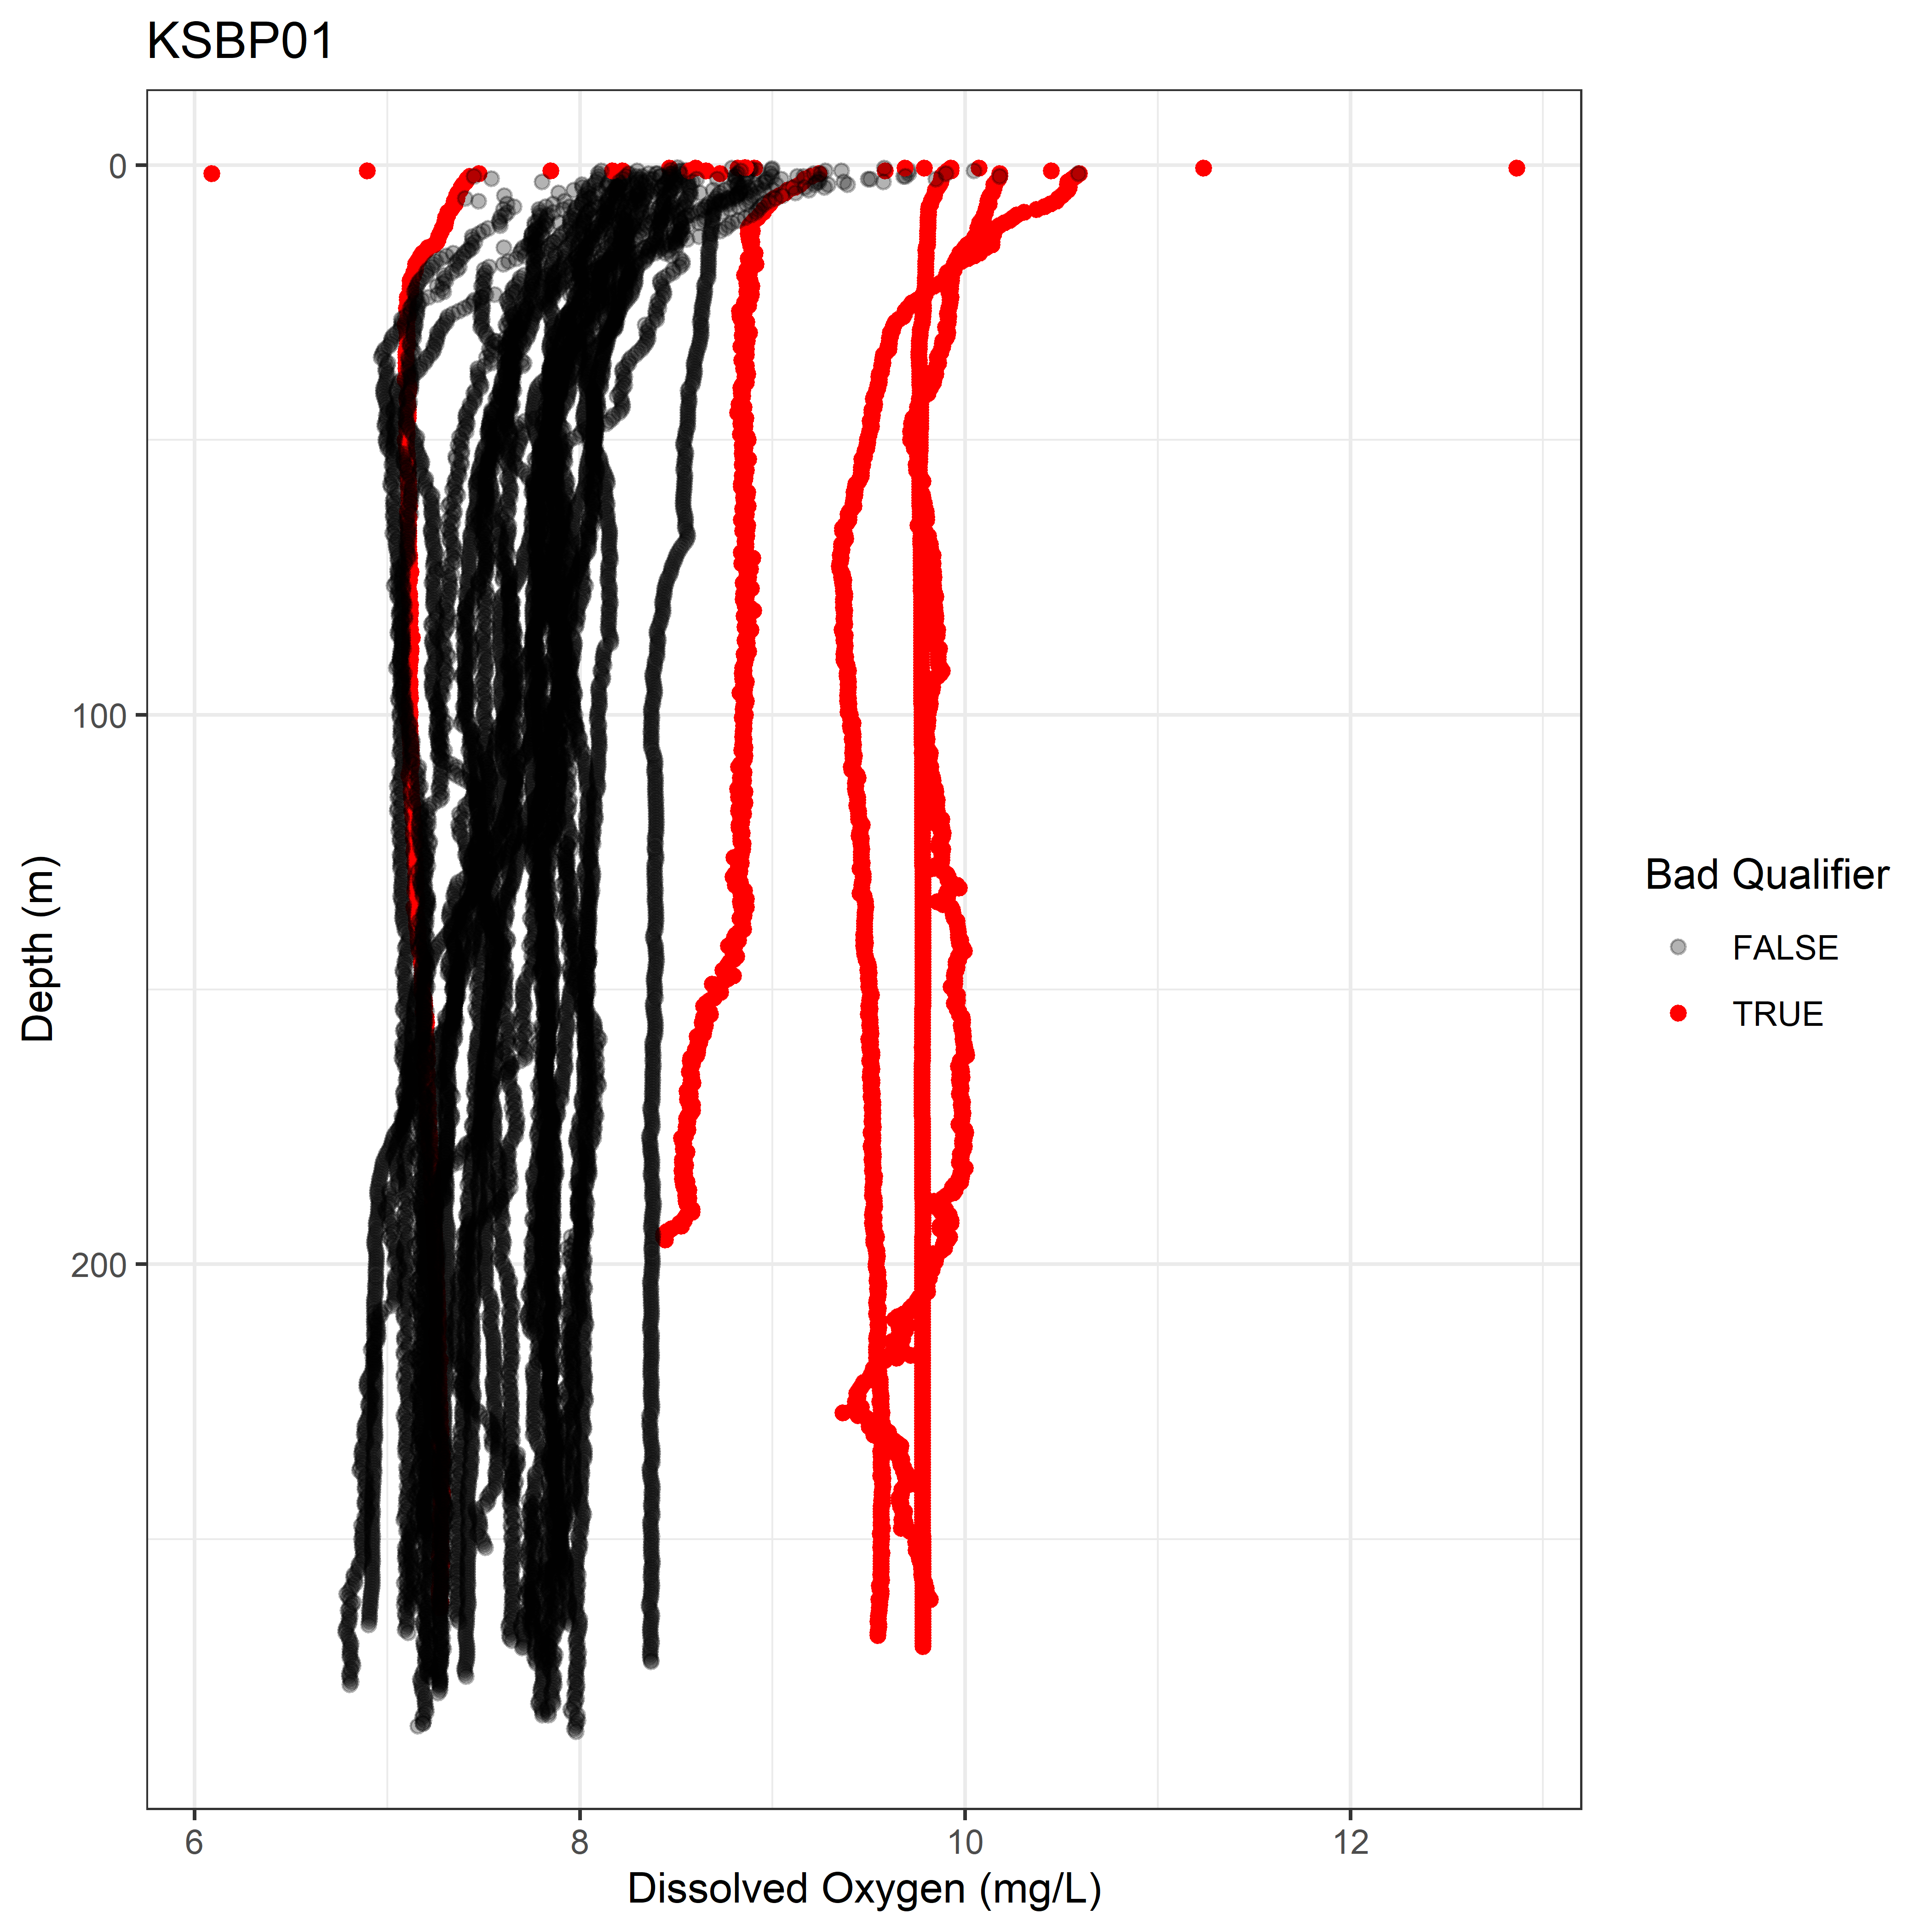 KSBP01
0
100
200
Depth (m)
6 8 10 12
Dissolved Oxygen (mg/L)
Bad Qualifier
FALSE
TRUE